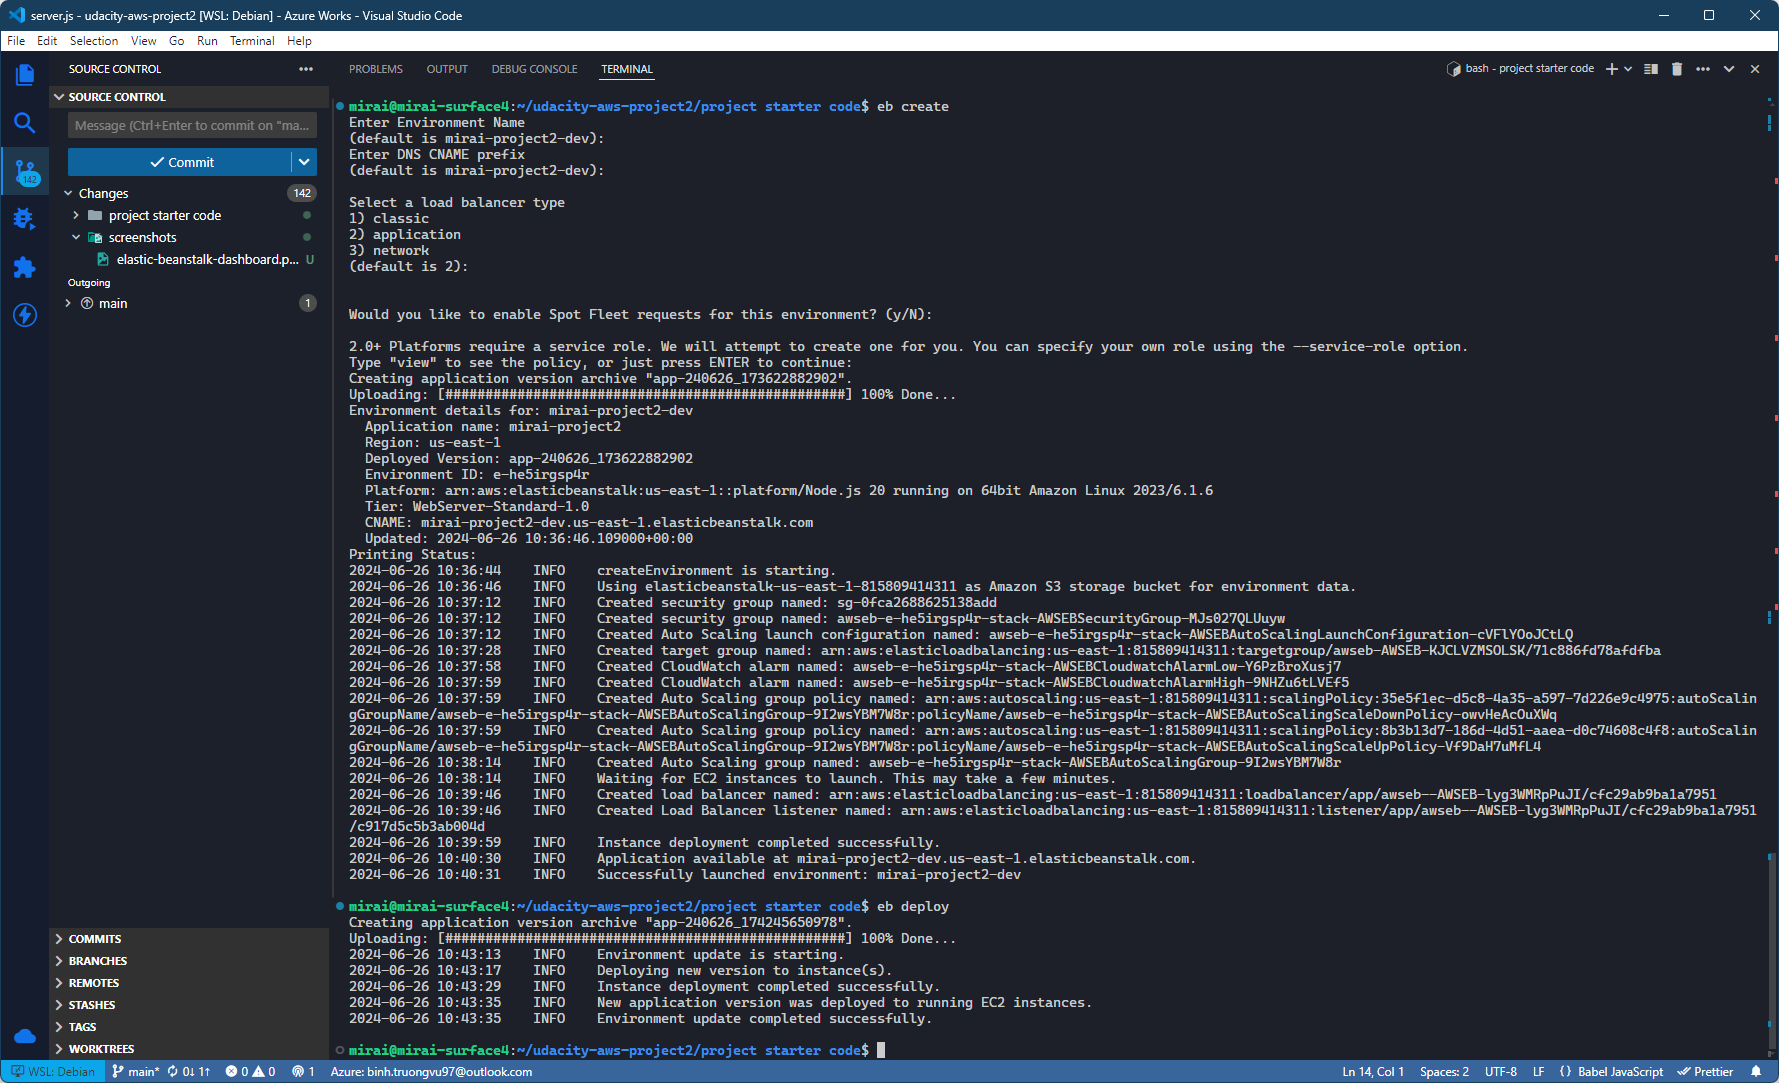 server.js - udacity-aws-project2 [WSL: Debian] - Azure Works - Visual Studio Code
File Edit Selection View Go Run Terminal Help
SOURCE CONTROL
SOURCE CONTROL
Message (Ctrl+Enter to commit on "ma...
Commit
142
Changes 142
project starter code
screenshots
elastic-beanstalk-dashboard.p... U
Outgoing
main 1
COMMITS
BRANCHES
REMOTES
STASHES
TAGS
WORKTREES
PROBLEMS OUTPUT DEBUG CONSOLE TERMINAL
bash - project starter code
mirai@mirai-surface4:~/udacity-aws-project2/project starter code$ eb create
Enter Environment Name
(default is mirai-project2-dev):
Enter DNS CNAME prefix
(default is mirai-project2-dev):
Select a load balancer type
1) classic
2) application
3) network
(default is 2):
Would you like to enable Spot Fleet requests for this environment? (y/N):
2.0+ Platforms require a service role. We will attempt to create one for you. You can specify your own role using the --service-role option.
Type "view" to see the policy, or just press ENTER to continue:
Creating application version archive "app-240626_173622882902".
Uploading: [##################################################] 100% Done...
Environment details for: mirai-project2-dev
Application name: mirai-project2
Region: us-east-1
Deployed Version: app-240626_173622882902
Environment ID: e-he5irgsp4r
Platform: arn:aws:elasticbeanstalk:us-east-1::platform/Node.js 20 running on 64bit Amazon Linux 2023/6.1.6
Tier: WebServer-Standard-1.0
CNAME: mirai-project2-dev.us-east-1.elasticbeanstalk.com
Updated: 2024-06-26 10:36:46.109000+00:00
Printing Status:
2024-06-26 10:36:44 INFO createEnvironment is starting.
2024-06-26 10:36:46 INFO Using elasticbeanstalk-us-east-1-815809414311 as Amazon S3 storage bucket for environment data.
2024-06-26 10:37:12 INFO Created security group named: sg-0fca2688625138add
2024-06-26 10:37:12 INFO Created security group named: awseb-e-he5irgsp4r-stack-AWSEBSecurityGroup-MJs027QLUuyw
2024-06-26 10:37:12 INFO Created Auto Scaling launch configuration named: awseb-e-he5irgsp4r-stack-AWSEBAutoScalingLaunchConfiguration-cVFlYOoJCtLQ
2024-06-26 10:37:28 INFO Created target group named: arn:aws:elasticloadbalancing:us-east-1:815809414311:targetgroup/awseb-AWSEB-KJCLVZMSOLSK/71c886fd78afdfba
2024-06-26 10:37:58 INFO Created CloudWatch alarm named: awseb-e-he5irgsp4r-stack-AWSEBCloudwatchAlarmLow-Y6PzBroXusj7
2024-06-26 10:37:59 INFO Created CloudWatch alarm named: awseb-e-he5irgsp4r-stack-AWSEBCloudwatchAlarmHigh-9NHZu6tLVEf5
2024-06-26 10:37:59 INFO Created Auto Scaling group policy named: arn:aws:autoscaling:us-east-1:815809414311:scalingPolicy:35e5f1ec-d5c8-4a35-a597-7d226e9c4975:autoScalin
gGroupName/awseb-e-he5irgsp4r-stack-AWSEBAutoScalingGroup-9I2wsYBM7W8r:policyName/awseb-e-he5irgsp4r-stack-AWSEBAutoScalingScaleDownPolicy-owvHeAcOuXWq
2024-06-26 10:37:59 INFO Created Auto Scaling group policy named: arn:aws:autoscaling:us-east-1:815809414311:scalingPolicy:8b3b13d7-186d-4d51-aaea-d0c74608c4f8:autoScalin
gGroupName/awseb-e-he5irgsp4r-stack-AWSEBAutoScalingGroup-9I2wsYBM7W8r:policyName/awseb-e-he5irgsp4r-stack-AWSEBAutoScalingScaleUpPolicy-Vf9DaH7uMfL4
2024-06-26 10:38:14 INFO Created Auto Scaling group named: awseb-e-he5irgsp4r-stack-AWSEBAutoScalingGroup-9I2wsYBM7W8r
2024-06-26 10:38:14 INFO Waiting for EC2 instances to launch. This may take a few minutes.
2024-06-26 10:39:46 INFO Created load balancer named: arn:aws:elasticloadbalancing:us-east-1:815809414311:loadbalancer/app/awseb--AWSEB-lyg3WMRpPuJI/cfc29ab9ba1a7951
2024-06-26 10:39:46 INFO Created Load Balancer listener named: arn:aws:elasticloadbalancing:us-east-1:815809414311:listener/app/awseb--AWSEB-lyg3WMRpPuJI/cfc29ab9ba1a7951
/c917d5c5b3ab004d
2024-06-26 10:39:59 INFO Instance deployment completed successfully.
2024-06-26 10:40:30 INFO Application available at mirai-project2-dev.us-east-1.elasticbeanstalk.com.
2024-06-26 10:40:31 INFO Successfully launched environment: mirai-project2-dev
mirai@mirai-surface4:~/udacity-aws-project2/project starter code$ eb deploy
Creating application version archive "app-240626_174245650978".
Uploading: [##################################################] 100% Done...
2024-06-26 10:43:13 INFO Environment update is starting.
2024-06-26 10:43:17 INFO Deploying new version to instance(s).
2024-06-26 10:43:29 INFO Instance deployment completed successfully.
2024-06-26 10:43:35 INFO New application version was deployed to running EC2 instances.
2024-06-26 10:43:35 INFO Environment update completed successfully.
mirai@mirai-surface4:~/udacity-aws-project2/project starter code$
WSL: Debian main* 0↓ 1↑ 0 0 1 Azure: binh.truongvu97@outlook.com Ln 14, Col 1 Spaces: 2 UTF-8 LF {} Babel JavaScript Prettier